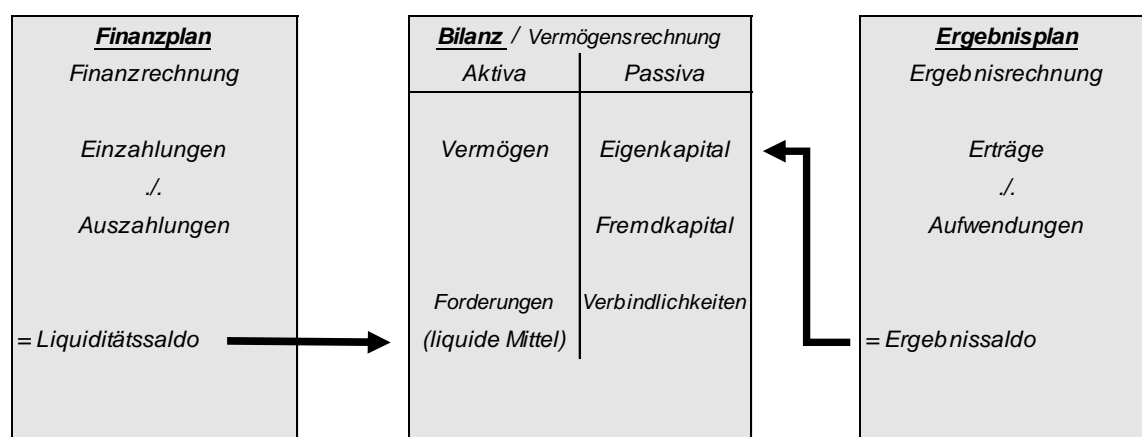 Finanzplan
Finanzrechnung
Einzahlungen
./.
Auszahlungen
= Liquiditätssaldo
Bilanz / Vermögensrechnung
Aktiva Passiva
Vermögen Eigenkapital
Fremdkapital
Forderungen Verbindlichkeiten
(liquide Mittel)
Ergebnisplan
Ergebnisrechnung
Erträge
./.
Aufwendungen
= Ergebnissaldo